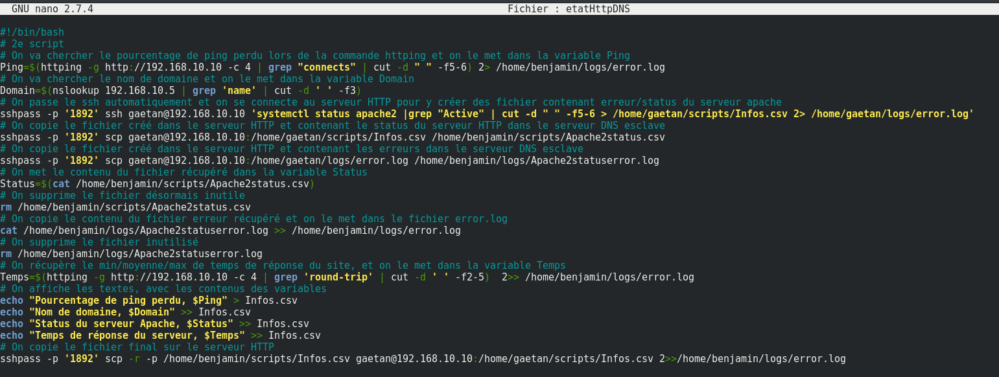 GNU nano 2.7.4 Fichier : etatHttpDNS
#!/bin/bash
# 2e script
# On va chercher le pourcentage de ping perdu lors de la commande httping et on le met dans la variable Ping
Ping=$(httping -g http://192.168.10.10 -c 4 | grep "connects" | cut -d " " -f5-6) 2> /home/benjamin/logs/error.log
# On va chercher le nom de domaine et on le met dans la variable Domain
Domain=$(nslookup 192.168.10.5 | grep 'name' | cut -d ' ' -f3)
# On passe le ssh automatiquement et on se connecte au serveur HTTP pour y créer des fichier contenant erreur/status du serveur apache
sshpass -p '1892' ssh gaetan@192.168.10.10 'systemctl status apache2 |grep "Active" | cut -d " " -f5-6 > /home/gaetan/scripts/Infos.csv 2> /home/gaetan/logs/error.log'
# On copie le fichier créé dans le serveur HTTP et contenant le status du serveur HTTP dans le serveur DNS esclave
sshpass -p '1892' scp gaetan@192.168.10.10:/home/gaetan/scripts/Infos.csv /home/benjamin/scripts/Apache2status.csv
# On copie le fichier créé dans le serveur HTTP et contenant les erreurs dans le serveur DNS esclave
sshpass -p '1892' scp gaetan@192.168.10.10:/home/gaetan/logs/error.log /home/benjamin/logs/Apache2statuserror.log
# On met le contenu du fichier récupéré dans la variable Status
Status=$(cat /home/benjamin/scripts/Apache2status.csv)
# On supprime le fichier désormais inutile
rm /home/benjamin/scripts/Apache2status.csv
# On copie le contenu du fichier erreur récupéré et on le met dans le fichier error.log
cat /home/benjamin/logs/Apache2statuserror.log >> /home/benjamin/logs/error.log
# On supprime le fichier inutilisé
rm /home/benjamin/logs/Apache2statuserror.log
# On récupère le min/moyenne/max de temps de réponse du site, et on le met dans la variable Temps
Temps=$(httping -g http://192.168.10.10 -c 4 | grep 'round-trip' | cut -d ' ' -f2-5)  2>> /home/benjamin/logs/error.log
# On affiche les textes, avec les contenus des variables
echo "Pourcentage de ping perdu, $Ping" > Infos.csv
echo "Nom de domaine, $Domain" >> Infos.csv
echo "Status du serveur Apache, $Status" >> Infos.csv
echo "Temps de réponse du serveur, $Temps" >> Infos.csv
# On copie le fichier final sur le serveur HTTP
sshpass -p '1892' scp -r -p /home/benjamin/scripts/Infos.csv gaetan@192.168.10.10:/home/gaetan/scripts/Infos.csv 2>>/home/benjamin/logs/error.log